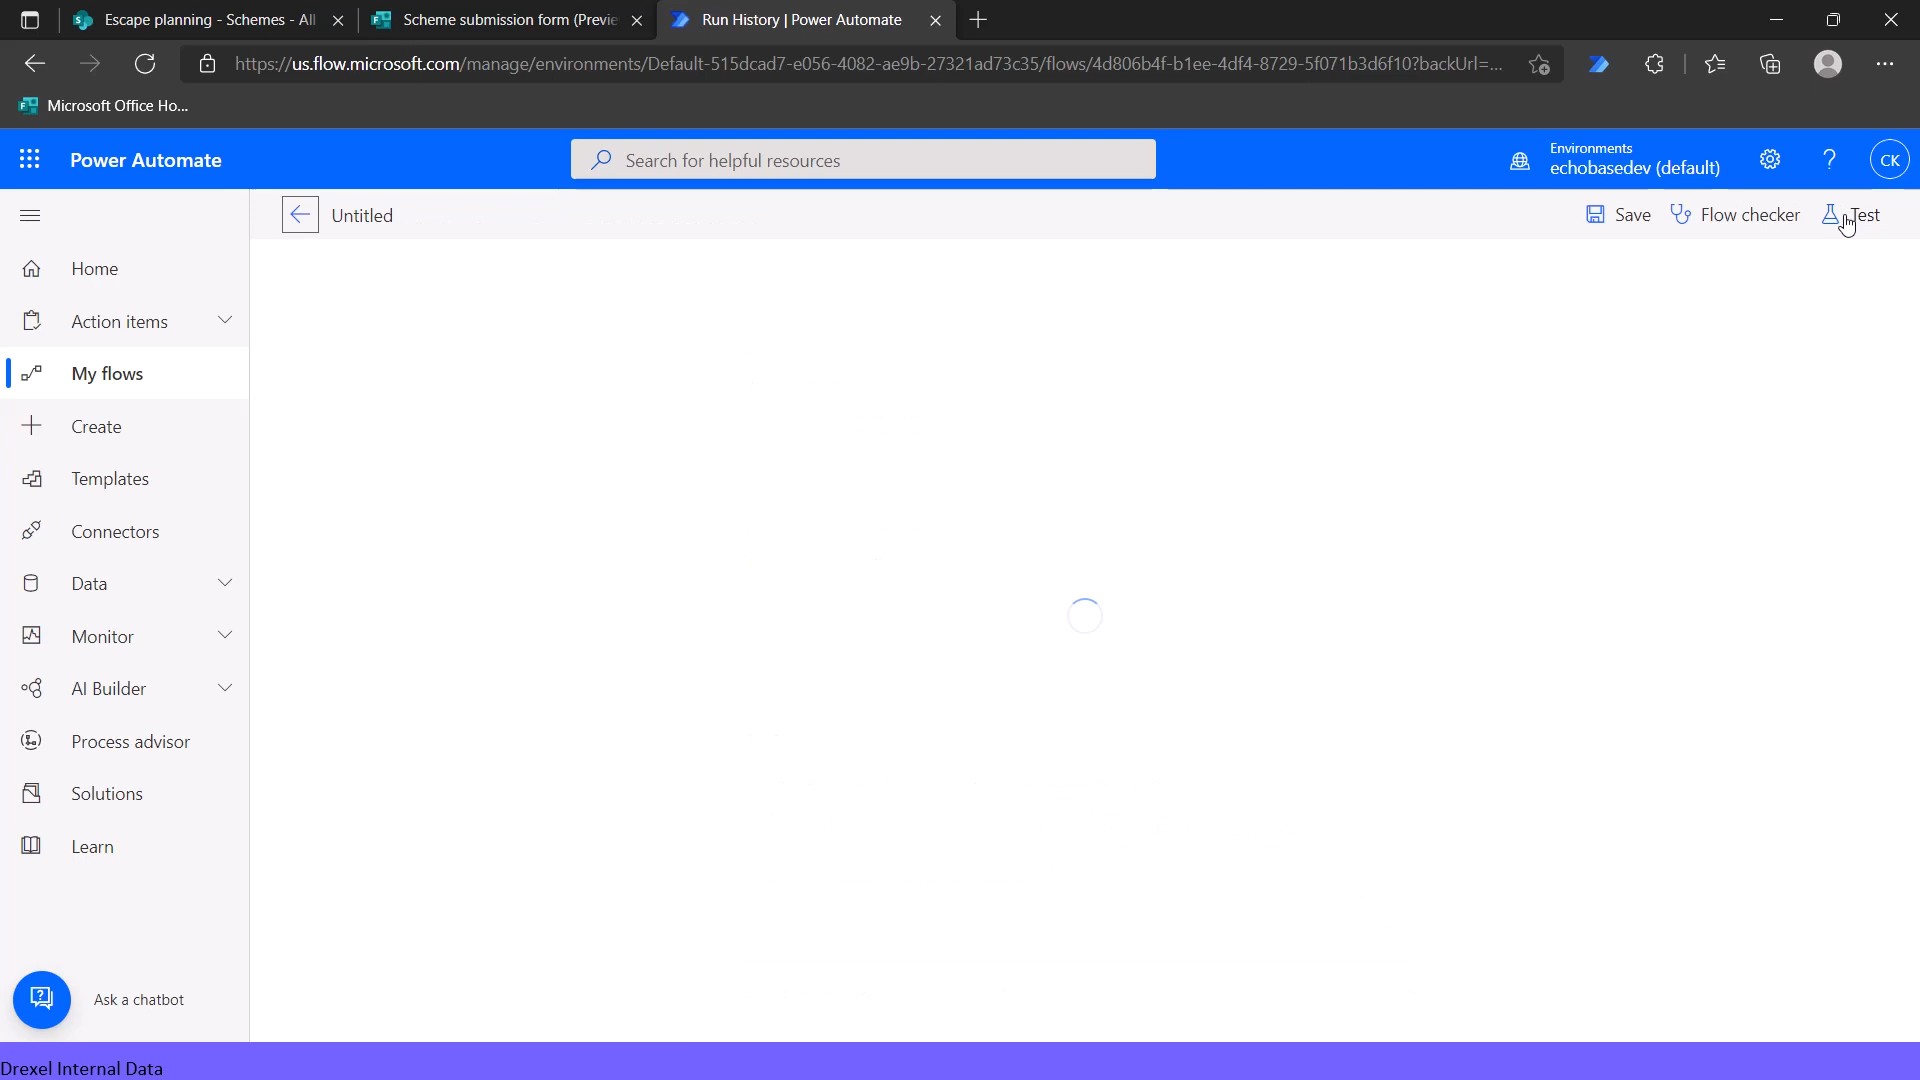 Escape planning - Schemes - All
Scheme submission form (Previe
Run History | Power Automate
https://us.flow.microsoft.com/manage/environments/Default-515dcad7-e056-4082-ae9b-27321ad73c35/flows/4d806b4f-b1ee-4df4-8729-5f071b3d6f10?backUrl=...
Microsoft Office Ho...
Power Automate
Search for helpful resources
Environments
echobasedev (default)
CK
Untitled
Save
Flow checker
Test
Home
Action items
My flows
Create
Templates
Connectors
Data
Monitor
AI Builder
Process advisor
Solutions
Learn
Ask a chatbot
Drexel Internal Data